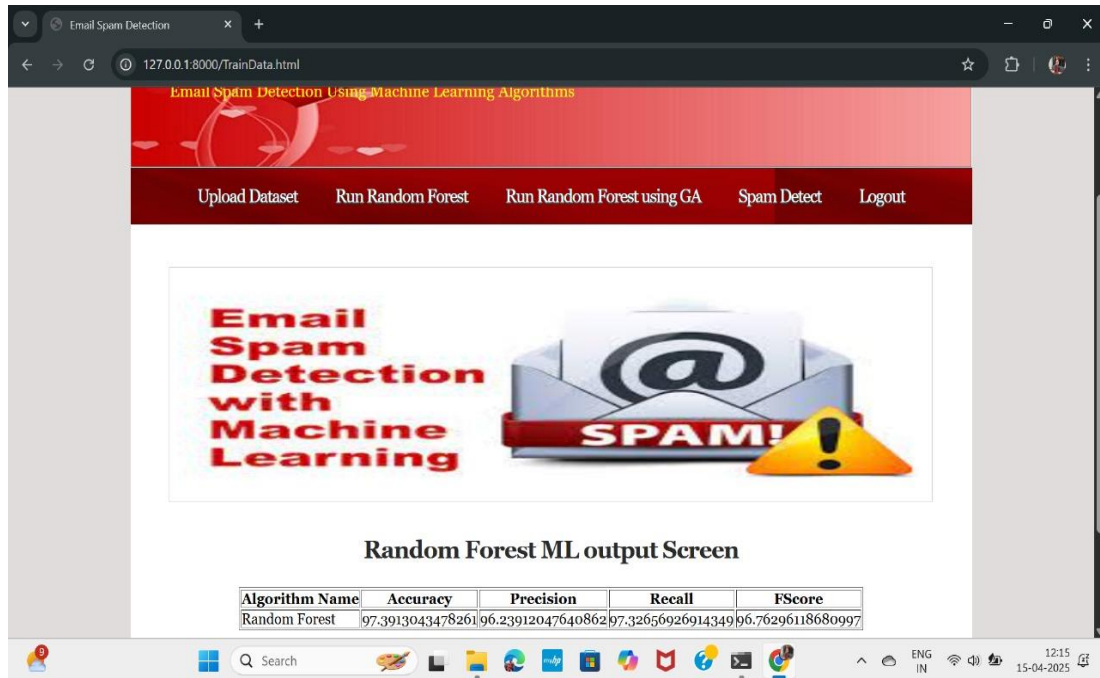 Email Spam Detection
127.0.0.1:8000/TrainData.html
Email Spam Detection Using Machine Learning Algorithms
Upload Dataset Run Random Forest Run Random Forest using GA Spam Detect Logout
Email
Spam
Detection
with
Machine
Learning
@
SPAM!
Random Forest ML output Screen
Algorithm Name Accuracy Precision Recall FScore
Random Forest 97.3913043478261 96.23912047640862 97.32656926914349 96.76296118680997
9
Search
ENG
IN
12:15
15-04-2025